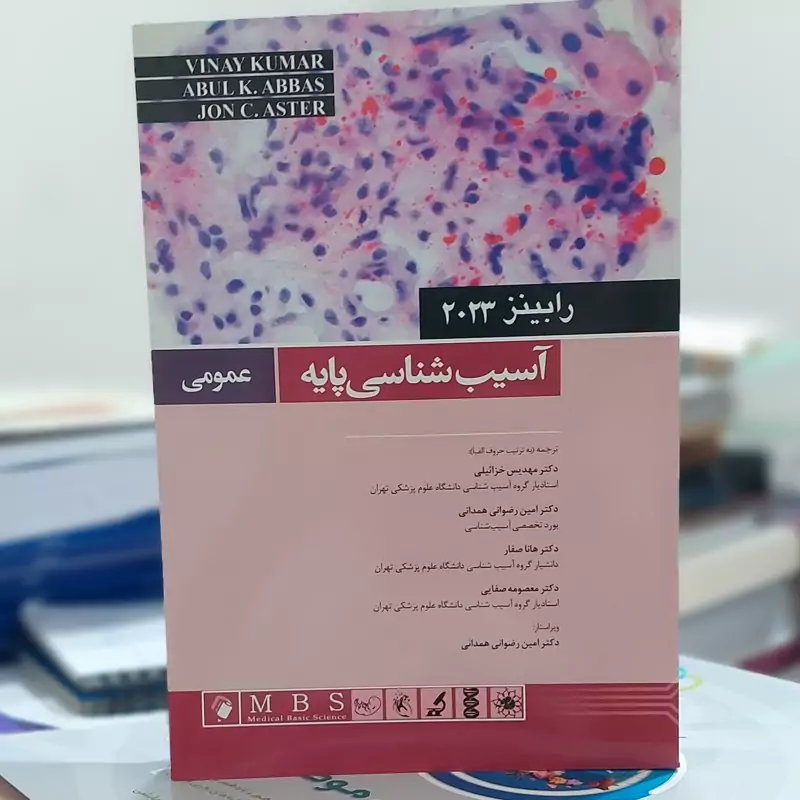 VINAY KUMAR
ABUL K. ABBAS
JON C. ASTER
رابینز ۲۰۲۳
آسیب شناسی پایه
عمومی
ترجمه (به ترتیب حروف الفبا):
دکتر مهدیس خزائیلی
استادیار گروه آسیب شناسی دانشگاه علوم پزشکی تهران
دکتر امین رضوانی همدانی
بورد تخصصی آسیب‌شناسی
دکتر هانا صفار
دانشیار گروه آسیب شناسی دانشگاه علوم پزشکی تهران
دکتر معصومه صفایی
استادیار گروه آسیب شناسی دانشگاه علوم پزشکی تهران
ویراستار:
دکتر امین رضوانی همدانی
MBS
Medical Basic Science